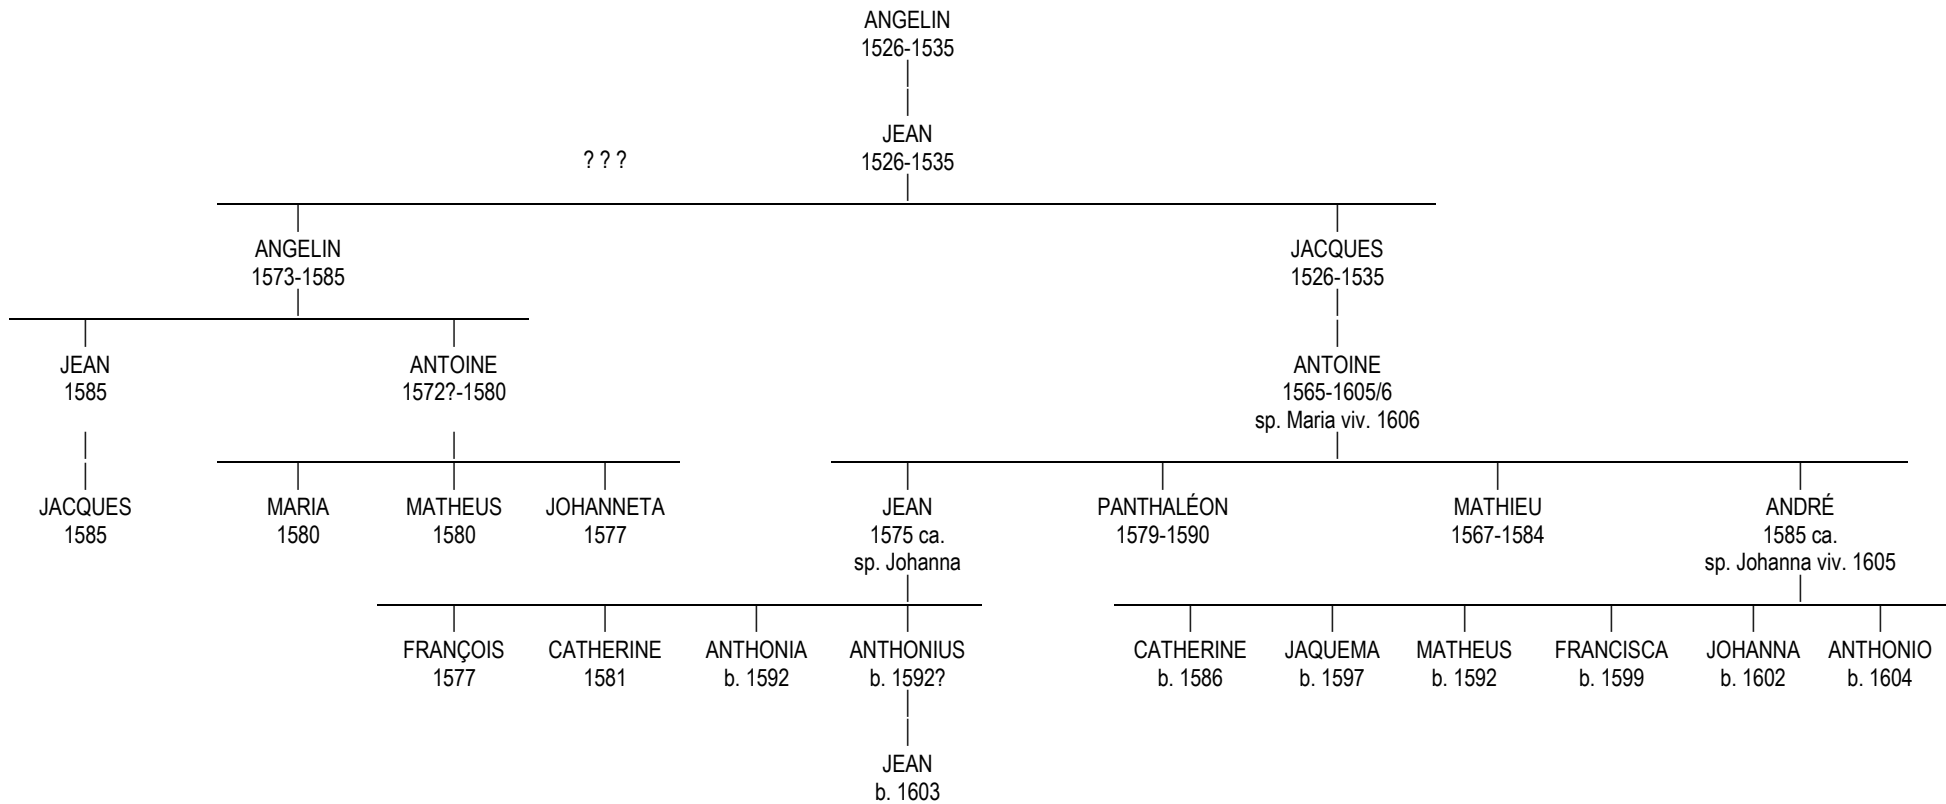 ANGELIN
1526-1535
JEAN
1526-1535
? ? ?
ANGELIN
1573-1585
JACQUES
1526-1535
JEAN
1585
ANTOINE
1572?-1580
ANTOINE
1565-1605/6
sp. Maria viv. 1606
JACQUES
1585
MARIA
1580
MATHEUS
1580
JOHANNETA
1577
JEAN
1575 ca.
sp. Johanna
PANTHALÉON
1579-1590
MATHIEU
1567-1584
ANDRÉ
1585 ca.
sp. Johanna viv. 1605
FRANÇOIS
1577
CATHERINE
1581
ANTHONIA
b. 1592
ANTHONIUS
b. 1592?
CATHERINE
b. 1586
JAQUEMA
b. 1597
MATHEUS
b. 1592
FRANCISCA
b. 1599
JOHANNA
b. 1602
ANTHONIO
b. 1604
JEAN
b. 1603